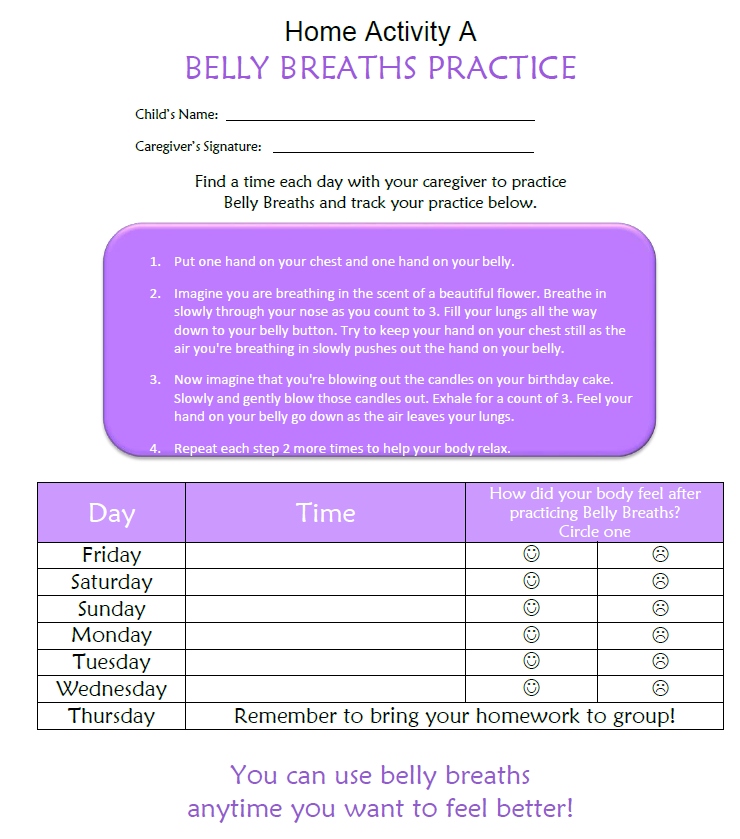 Home Activity A
BELLY BREATHS PRACTICE
Child's Name:
Caregiver's Signature:
Find a time each day with your caregiver to practice
Belly Breaths and track your practice below.
1. Put one hand on your chest and one hand on your belly.
2. Imagine you are breathing in the scent of a beautiful flower. Breathe in
slowly through your nose as you count to 3. Fill your lungs all the way
down to your belly button. Try to keep your hand on your chest still as the
air you're breathing in slowly pushes out the hand on your belly.
3. Now imagine that you're blowing out the candles on your birthday cake.
Slowly and gently blow those candles out. Exhale for a count of 3. Feel your
hand on your belly go down as the air leaves your lungs.
4. Repeat each step 2 more times to help your body relax.
Day Time How did your body feel after
practicing Belly Breaths?
Circle one
Friday ☺ ☹
Saturday ☺ ☹
Sunday ☺ ☹
Monday ☺ ☹
Tuesday ☺ ☹
Wednesday ☺ ☹
Thursday Remember to bring your homework to group!
You can use belly breaths
anytime you want to feel better!